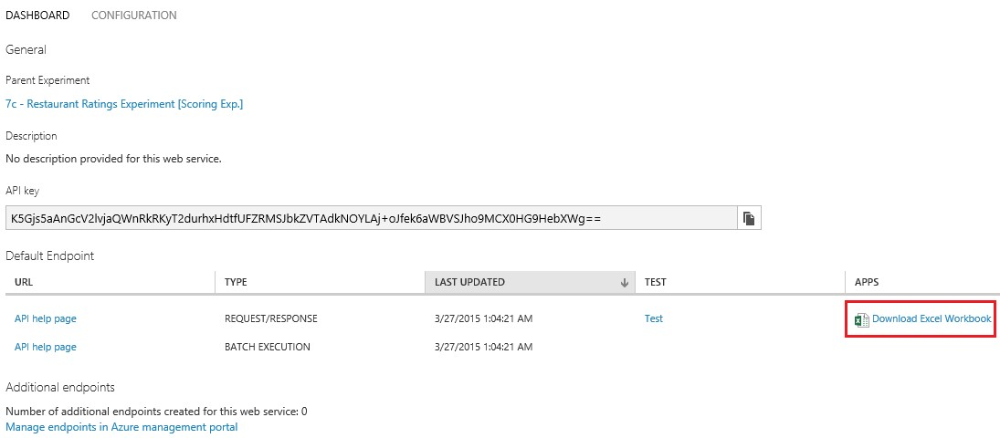 DASHBOARD CONFIGURATION
General
Parent Experiment
7c - Restaurant Ratings Experiment [Scoring Exp.]
Description
No description provided for this web service.
API key
K5Gjs5aAnGcV2lvjaQWnRkRKyT2durhxHdtfUFZRMSJbkZVTAdkNOYLAj+oJfek6aWBVSJho9MCX0HG9HebXWg==
Default Endpoint
URL TYPE LAST UPDATED TEST APPS
API help page REQUEST/RESPONSE 3/27/2015 1:04:21 AM Test Download Excel Workbook
API help page BATCH EXECUTION 3/27/2015 1:04:21 AM
Additional endpoints
Number of additional endpoints created for this web service: 0
Manage endpoints in Azure management portal